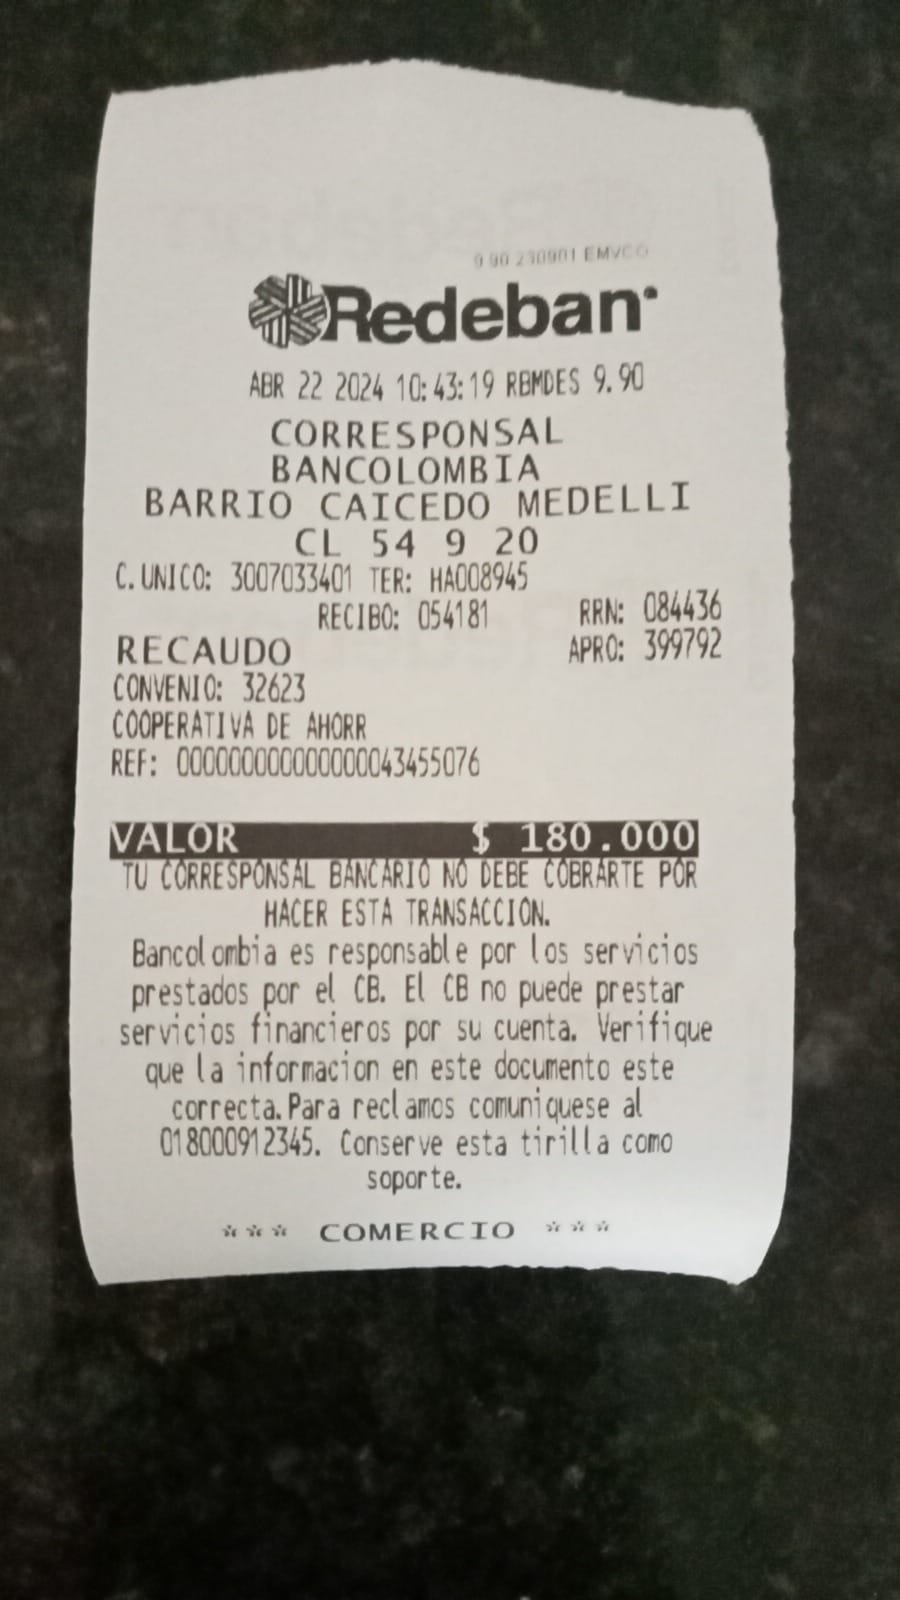 9.90 230901 EMVCO
Redeban
ABR 22 2024 10:43:19 RBMDES 9.90
CORRESPONSAL
BANCOLOMBIA
BARRIO CAICEDO MEDELLI
CL 54 9 20
C.UNICO: 3007033401 TER: HA008945
RECIBO: 054181 RRN: 084436
RECAUDO APRO: 399792
CONVENIO: 32623
COOPERATIVA DE AHORR
REF: 000000000000000043455076
VALOR $ 180.000
TU CORRESPONSAL BANCARIO NO DEBE COBRARTE POR
HACER ESTA TRANSACCION.
Bancolombia es responsable por los servicios
prestados por el CB. El CB no puede prestar
servicios financieros por su cuenta. Verifique
que la informacion en este documento este
correcta.Para reclamos comuniquese al
018000912345. Conserve esta tirilla como
soporte.
*** COMERCIO ***